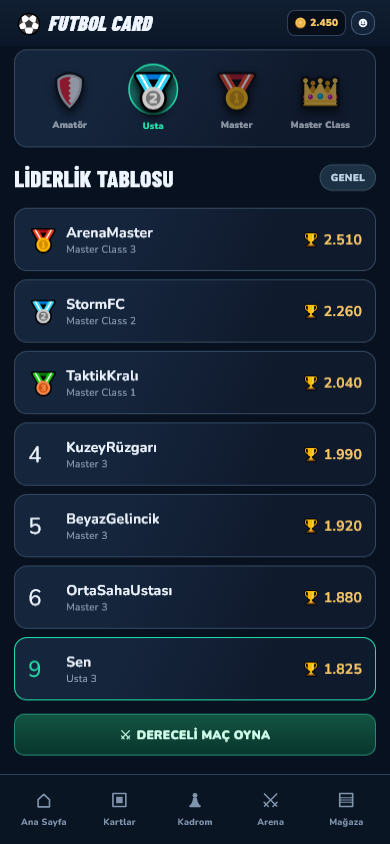 FUTBOL CARD
2.450
Amatör
Usta
Master
Master Class
LİDERLİK TABLOSU
GENEL
ArenaMaster
Master Class 3
2.510
StormFC
Master Class 2
2.260
TaktikKralı
Master Class 1
2.040
4
KuzeyRüzgarı
Master 3
1.990
5
BeyazGelincik
Master 3
1.920
6
OrtaSahaUstası
Master 3
1.880
9
Sen
Usta 3
1.825
DERECELİ MAÇ OYNA
Ana Sayfa
Kartlar
Kadrom
Arena
Mağaza